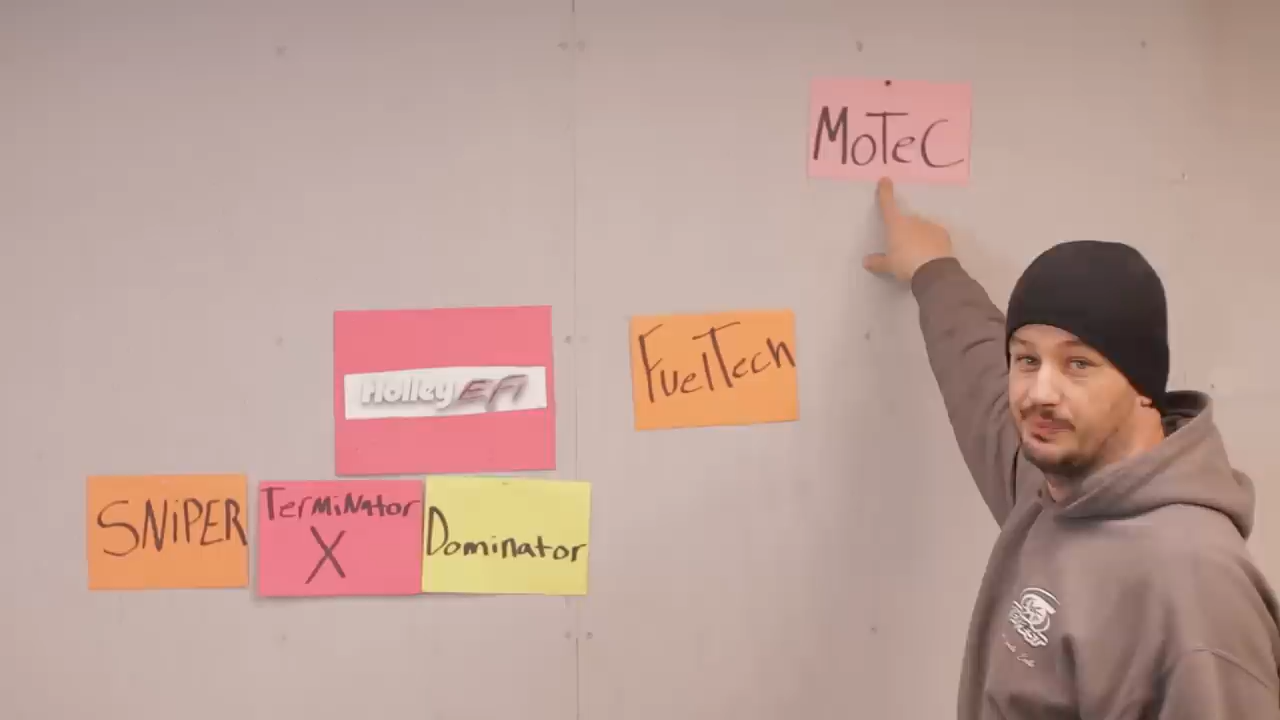 MoTeC
Holley EFI
FuelTech
SNiPER
TerMiNator
X
Dominator